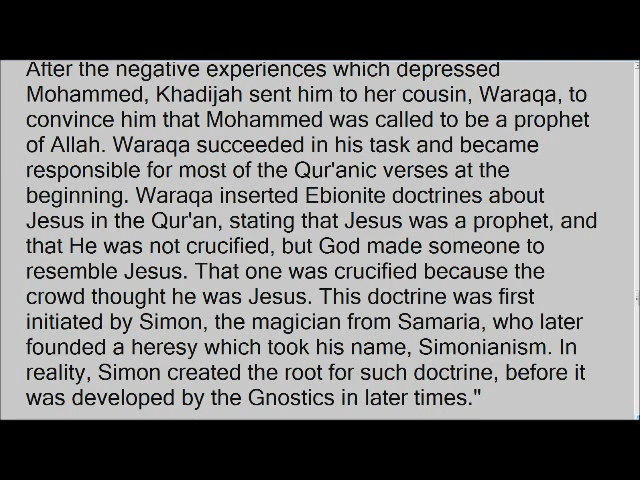 After the negative experiences which depressed
Mohammed, Khadijah sent him to her cousin, Waraqa, to
convince him that Mohammed was called to be a prophet
of Allah. Waraqa succeeded in his task and became
responsible for most of the Qur'anic verses at the
beginning. Waraqa inserted Ebionite doctrines about
Jesus in the Qur'an, stating that Jesus was a prophet, and
that He was not crucified, but God made someone to
resemble Jesus. That one was crucified because the
crowd thought he was Jesus. This doctrine was first
initiated by Simon, the magician from Samaria, who later
founded a heresy which took his name, Simonianism. In
reality, Simon created the root for such doctrine, before it
was developed by the Gnostics in later times."